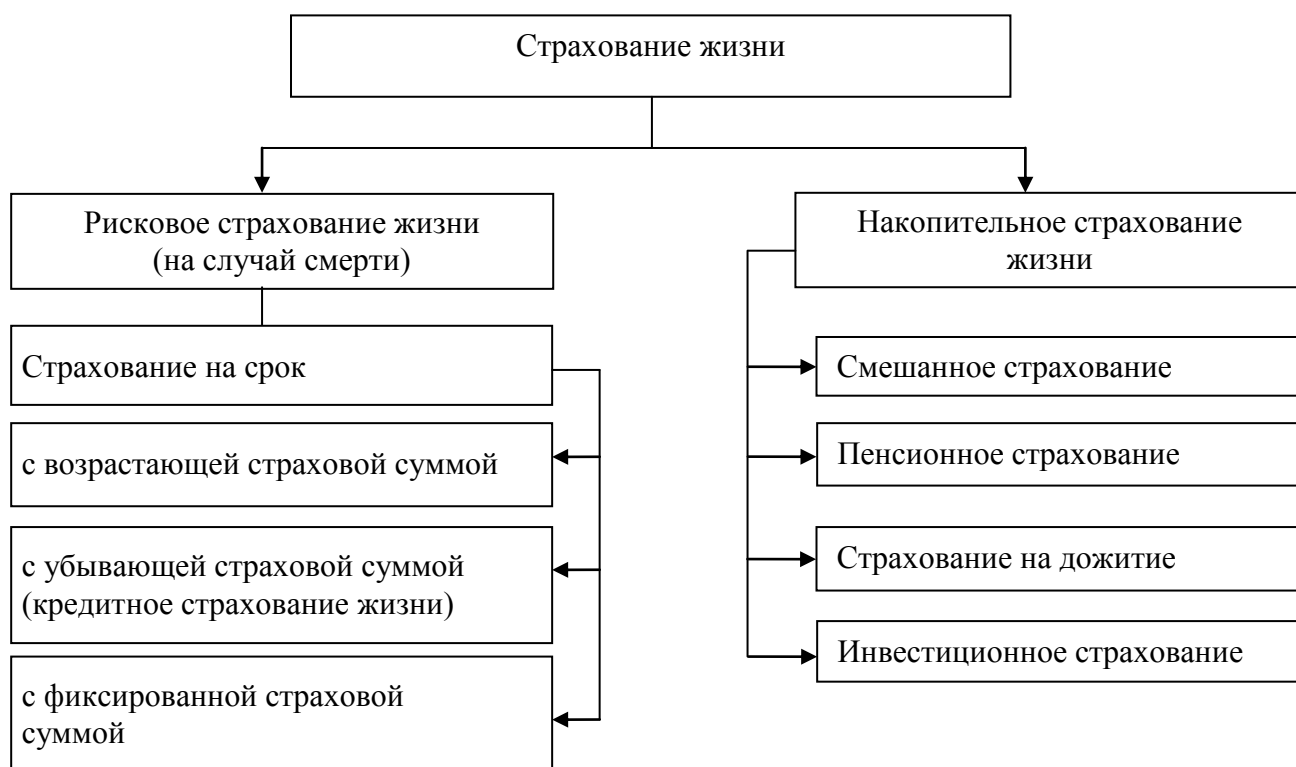 Страхование жизни
Рисковое страхование жизни
(на случай смерти)
Страхование на срок
с возрастающей страховой суммой
с убывающей страховой суммой
(кредитное страхование жизни)
с фиксированной страховой
суммой
Накопительное страхование
жизни
Смешанное страхование
Пенсионное страхование
Страхование на дожитие
Инвестиционное страхование